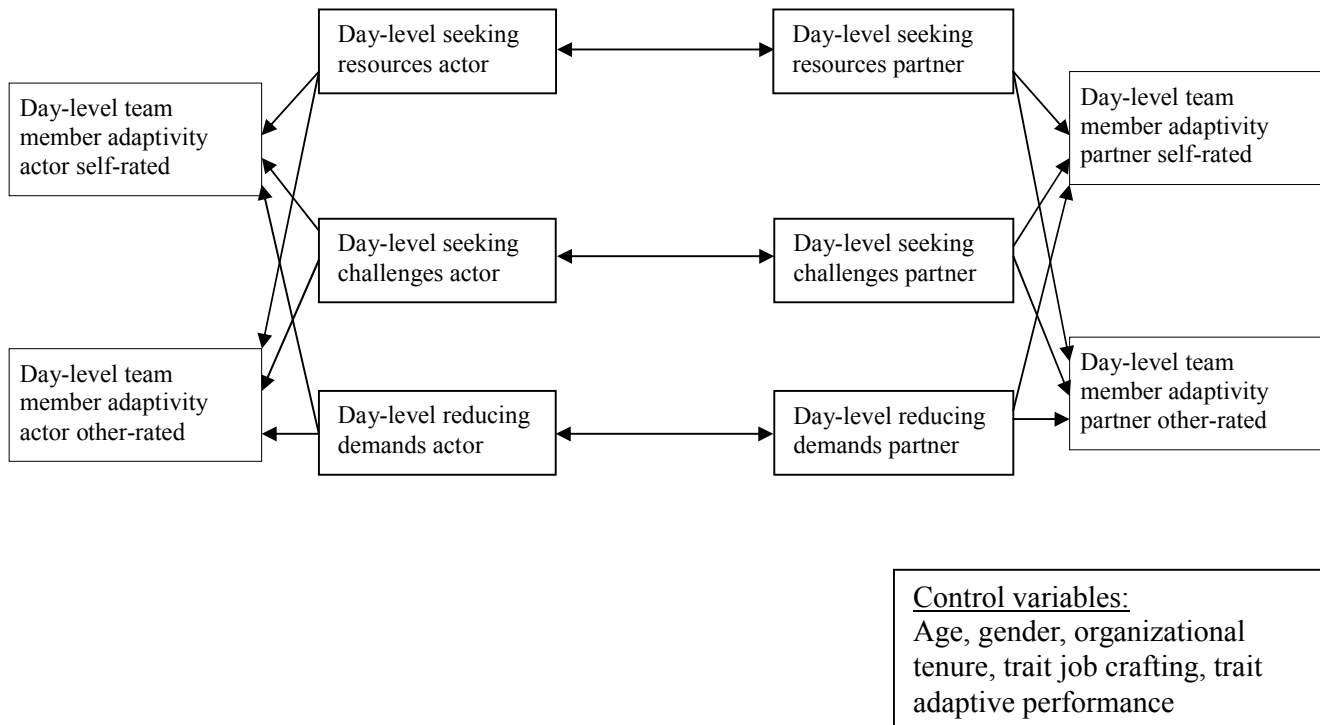 Day-level seeking
resources actor
Day-level seeking
resources partner
Day-level team
member adaptivity
actor self-rated
Day-level team
member adaptivity
partner self-rated
Day-level seeking
challenges actor
Day-level seeking
challenges partner
Day-level team
member adaptivity
actor other-rated
Day-level team
member adaptivity
partner other-rated
Day-level reducing
demands actor
Day-level reducing
demands partner
Control variables:
Age, gender, organizational
tenure, trait job crafting, trait
adaptive performance